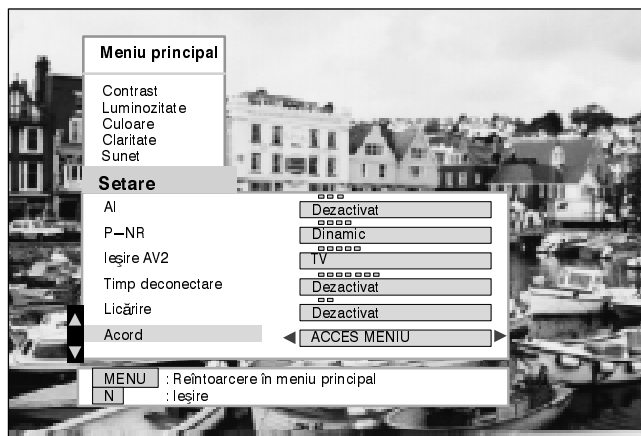 Meniu principal
Contrast
Luminozitate
Culoare
Claritate
Sunet
Setare
AI Dezactivat
P–NR Dinamic
Ieşire AV2 TV
Timp deconectare Dezactivat
Licărire Dezactivat
Acord ACCES MENIU
MENU : Reîntoarcere în meniu principal
N : Ieşire